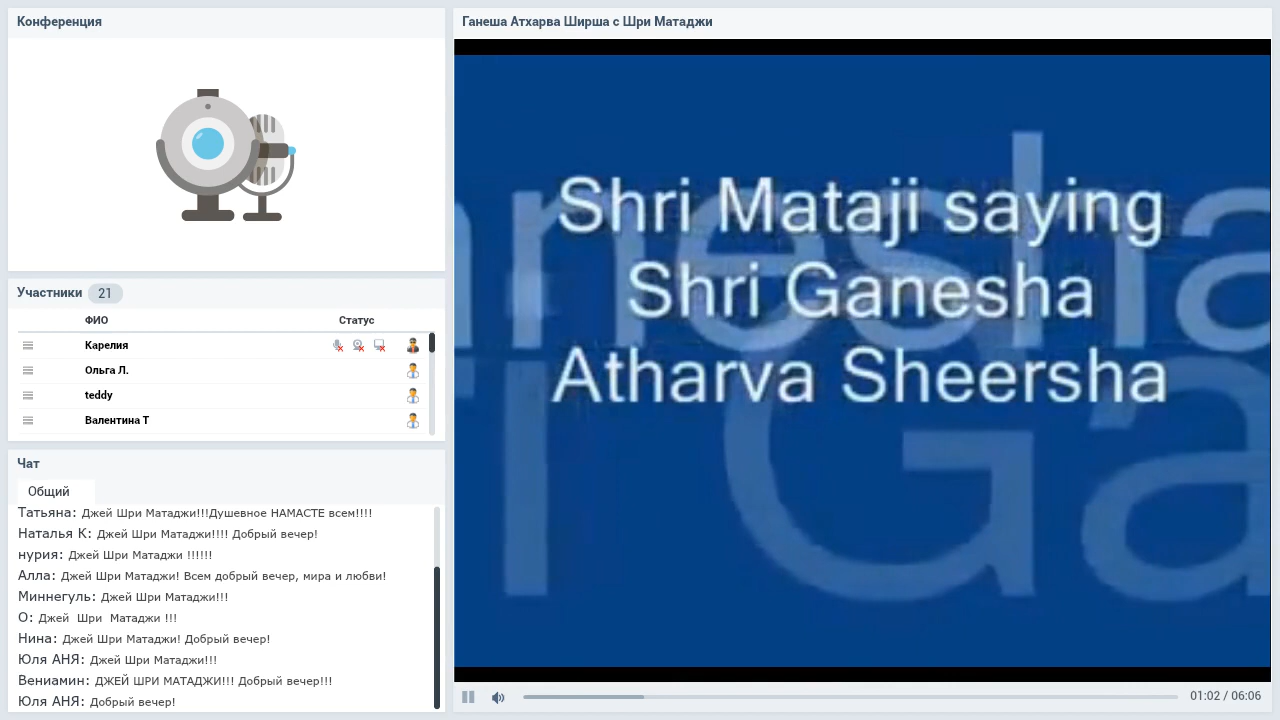 Конференция
Участники 21
ФИО Статус
Карелия
Ольга Л.
teddy
Валентина Т
Чат
Общий
Татьяна: Джей Шри Матаджи!!!Душевное НАМАСТЕ всем!!!!
Наталья К: Джей Шри Матаджи!!!! Добрый вечер!
нурия: Джей Шри Матаджи !!!!!!
Алла: Джей Шри Матаджи! Всем добрый вечер, мира и любви!
Миннегуль: Джей Шри Матаджи!!!
О: Джей Шри Матаджи !!!
Нина: Джей Шри Матаджи! Добрый вечер!
Юля АНЯ: Джей Шри Матаджи!!!
Вениамин: ДЖЕЙ ШРИ МАТАДЖИ!!! Добрый вечер!!!
Юля АНЯ: Добрый вечер!
Ганеша Атхарва Ширша с Шри Матаджи
Shri Mataji saying
Shri Ganesha
Atharva Sheersha
anesha
ri Ga
01:02 / 06:06